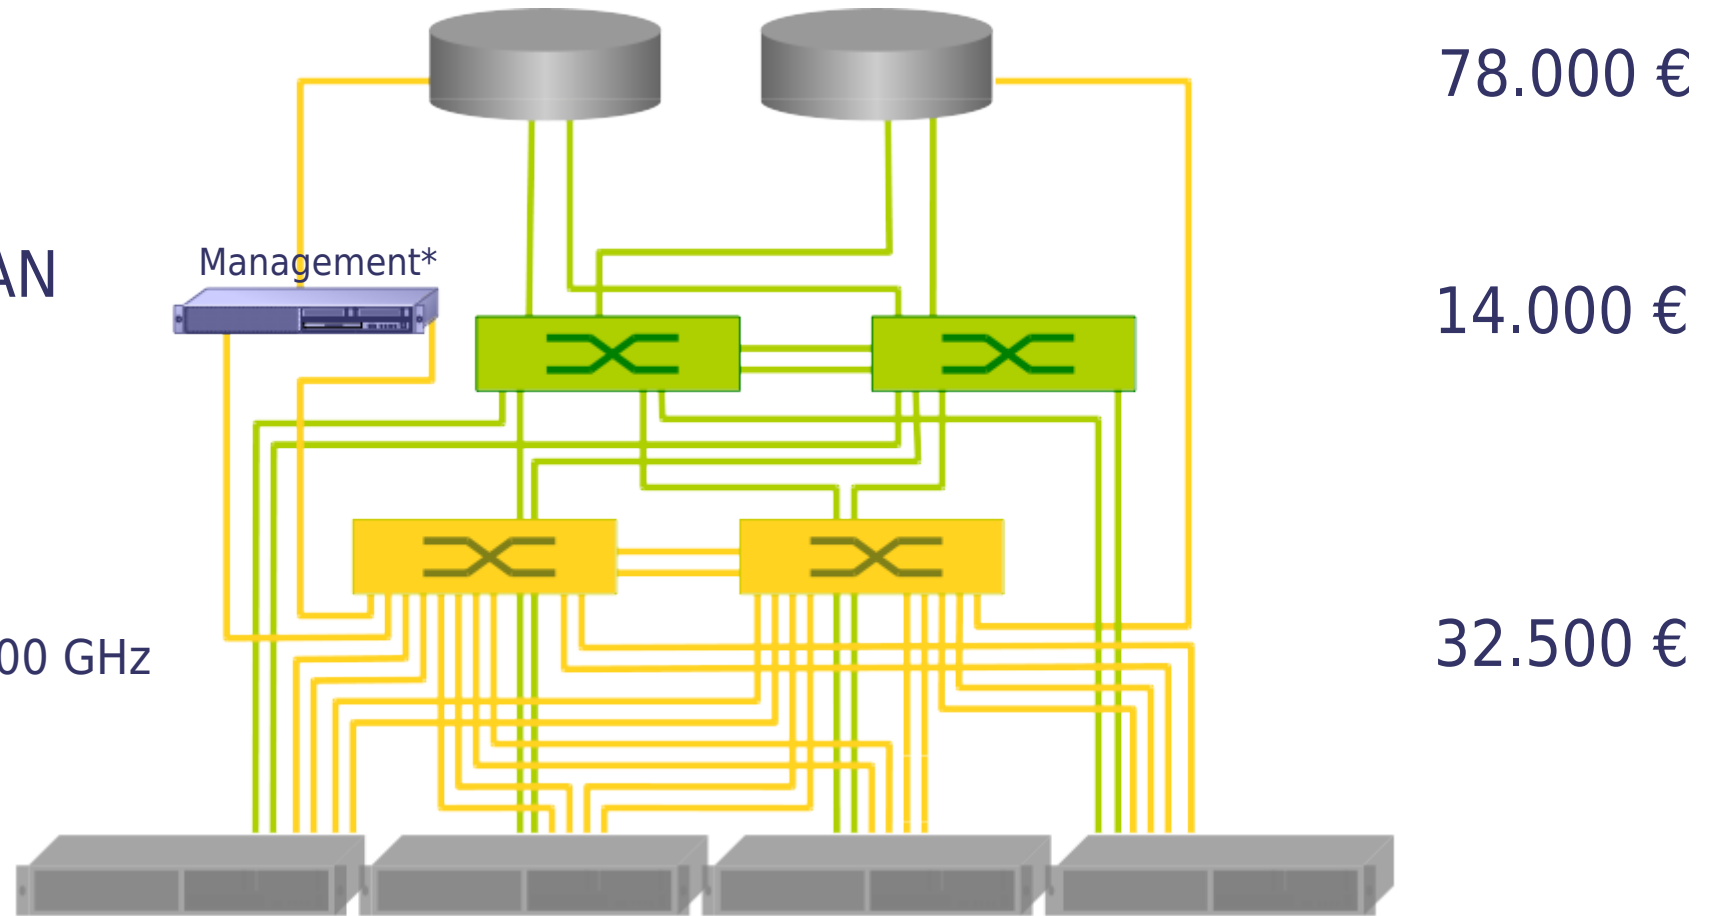 78.000 €
AN
Management*
14.000 €
00 GHz
32.500 €